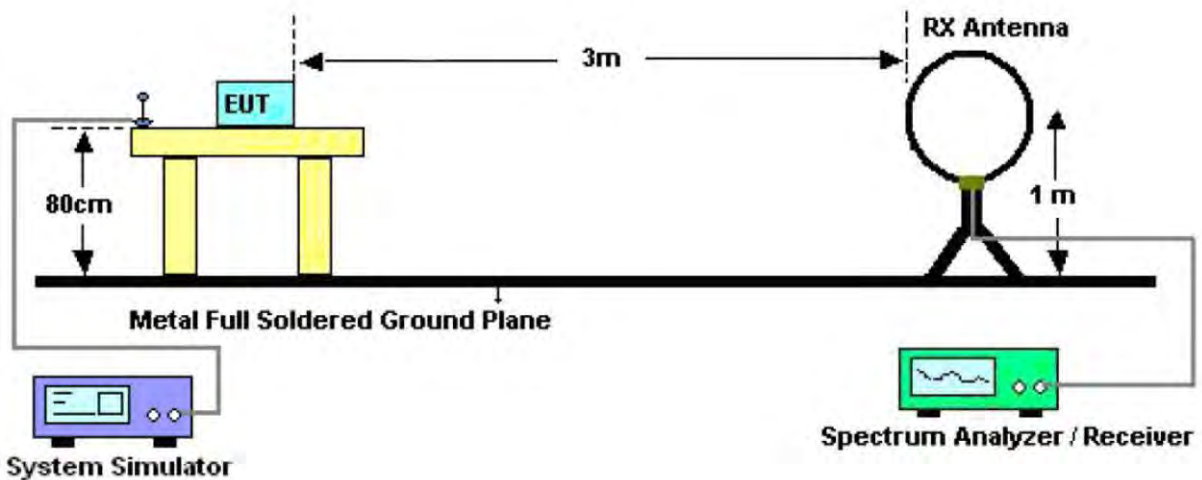 RX Antenna
3m
EUT
80cm
1 m
Metal Full Soldered Ground Plane
Spectrum Analyzer / Receiver
System Simulator